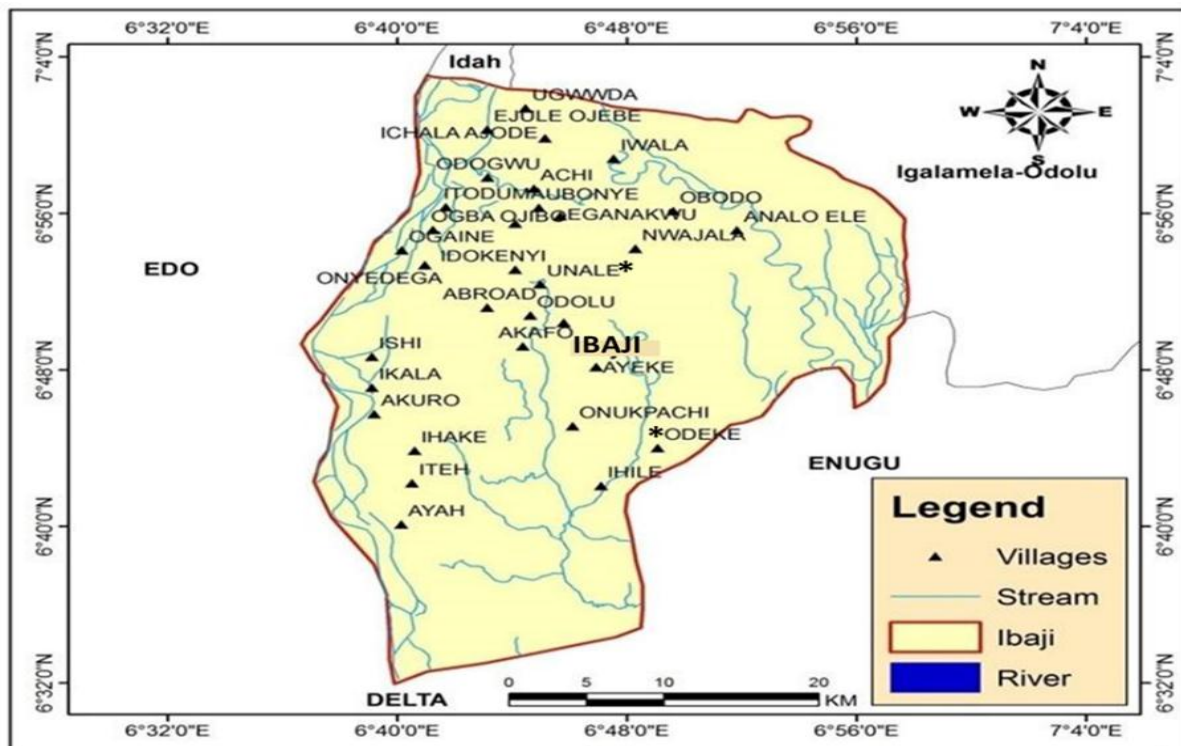 6°32'0"E 6°40'0"E 6°48'0"E 6°56'0"E 7°4'0"E
7°4'0"N 7°4'0"N
Idah
N
W E
S
UGWWDA
EJULE OJEBE
ICHALA AJODE
IWALA
Igalamela-Odolu
ODOGWU
ACHI
ITODUMAUBONYE
OBODO
6°56'0"N 6°56'0"N
OGBA OJIBO
EGANAKWU
ANALO ELE
OGAINE
NWAJALA
IDOKENYI
EDO
UNALE *
ONYEDEGA
ABROAD
ODOLU
AKAFO
IBAJI
ISHI
6°48'0"N 6°48'0"N
AYEKE
IKALA
AKURO
ONUKPACHI
* ODEKE
IHAKE
ENUGU
ITEH
IHILE
AYAH
6°40'0"N 6°40'0"N
Legend
Villages
Stream
Ibaji
River
6°32'0"N 6°32'0"N
DELTA
0 5 10 20
KM
6°32'0"E 6°40'0"E 6°48'0"E 6°56'0"E 7°4'0"E